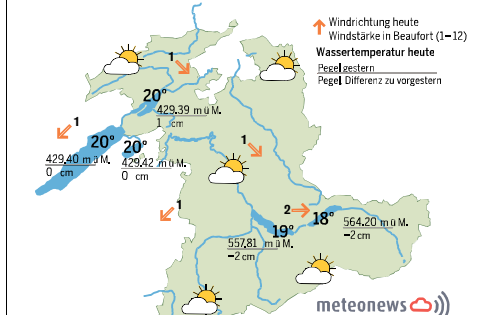 Windrichtung heute
Windstärke in Beaufort (1–12)
Wassertemperatur heute
Pegel gestern
Pegel Differenz zu vorgestern
1
20°
429.39 m ü M.
1 cm
1
20°
20°
429.40 m ü M.
0 cm
429.42 m ü M.
0 cm
1
1
2
18°
564.20 m ü M.
–2 cm
19°
557.81 m ü M.
–2 cm
meteonews